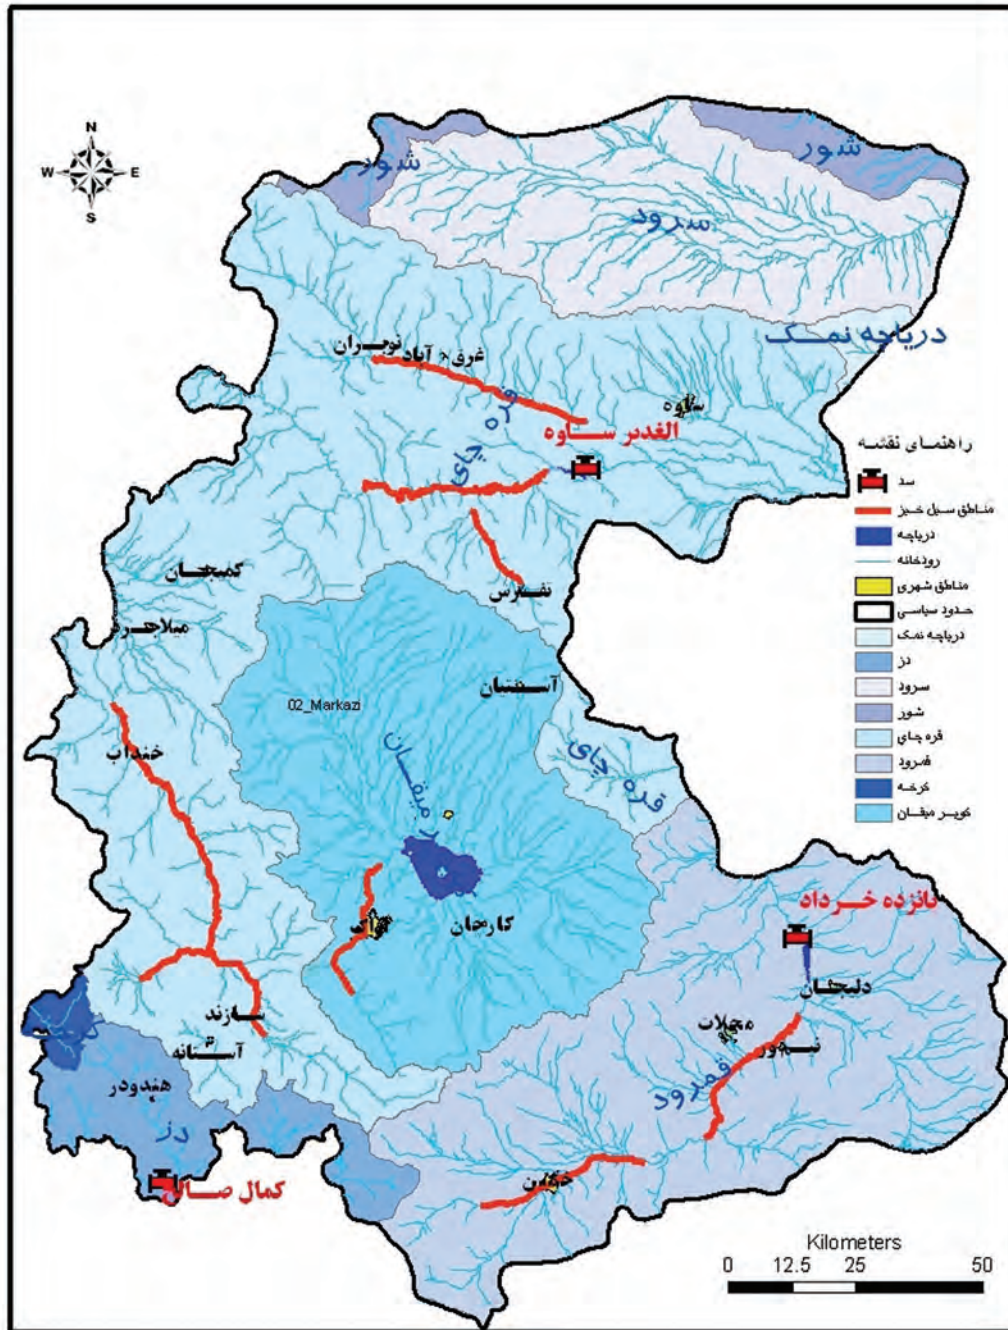 N
W E
S
شور
شور
سرود
دریاچه نمک
نوبران
غرق آباد
قره چای
ساوه
الغدیر ساوه
راهنمای نقشه
سد
مناطق سیل خیز
دریاچه
رودخانه
مناطق شهری
حدود سیاسی
دریاچه نمک
دز
سرود
شور
قره چای
قمرود
کرخه
کویر میقان
کمیجان
تفرش
میلاجرد
آشتیان
02_Markazi
خنداب
میقان
قره چای
اراک
کارچان
پانزده خرداد
دلیجان
محلات
نیمور
قمرود
شازند
آستانه
هندودر
دز
کمال صالح
خمین
Kilometers
0 12.5 25 50